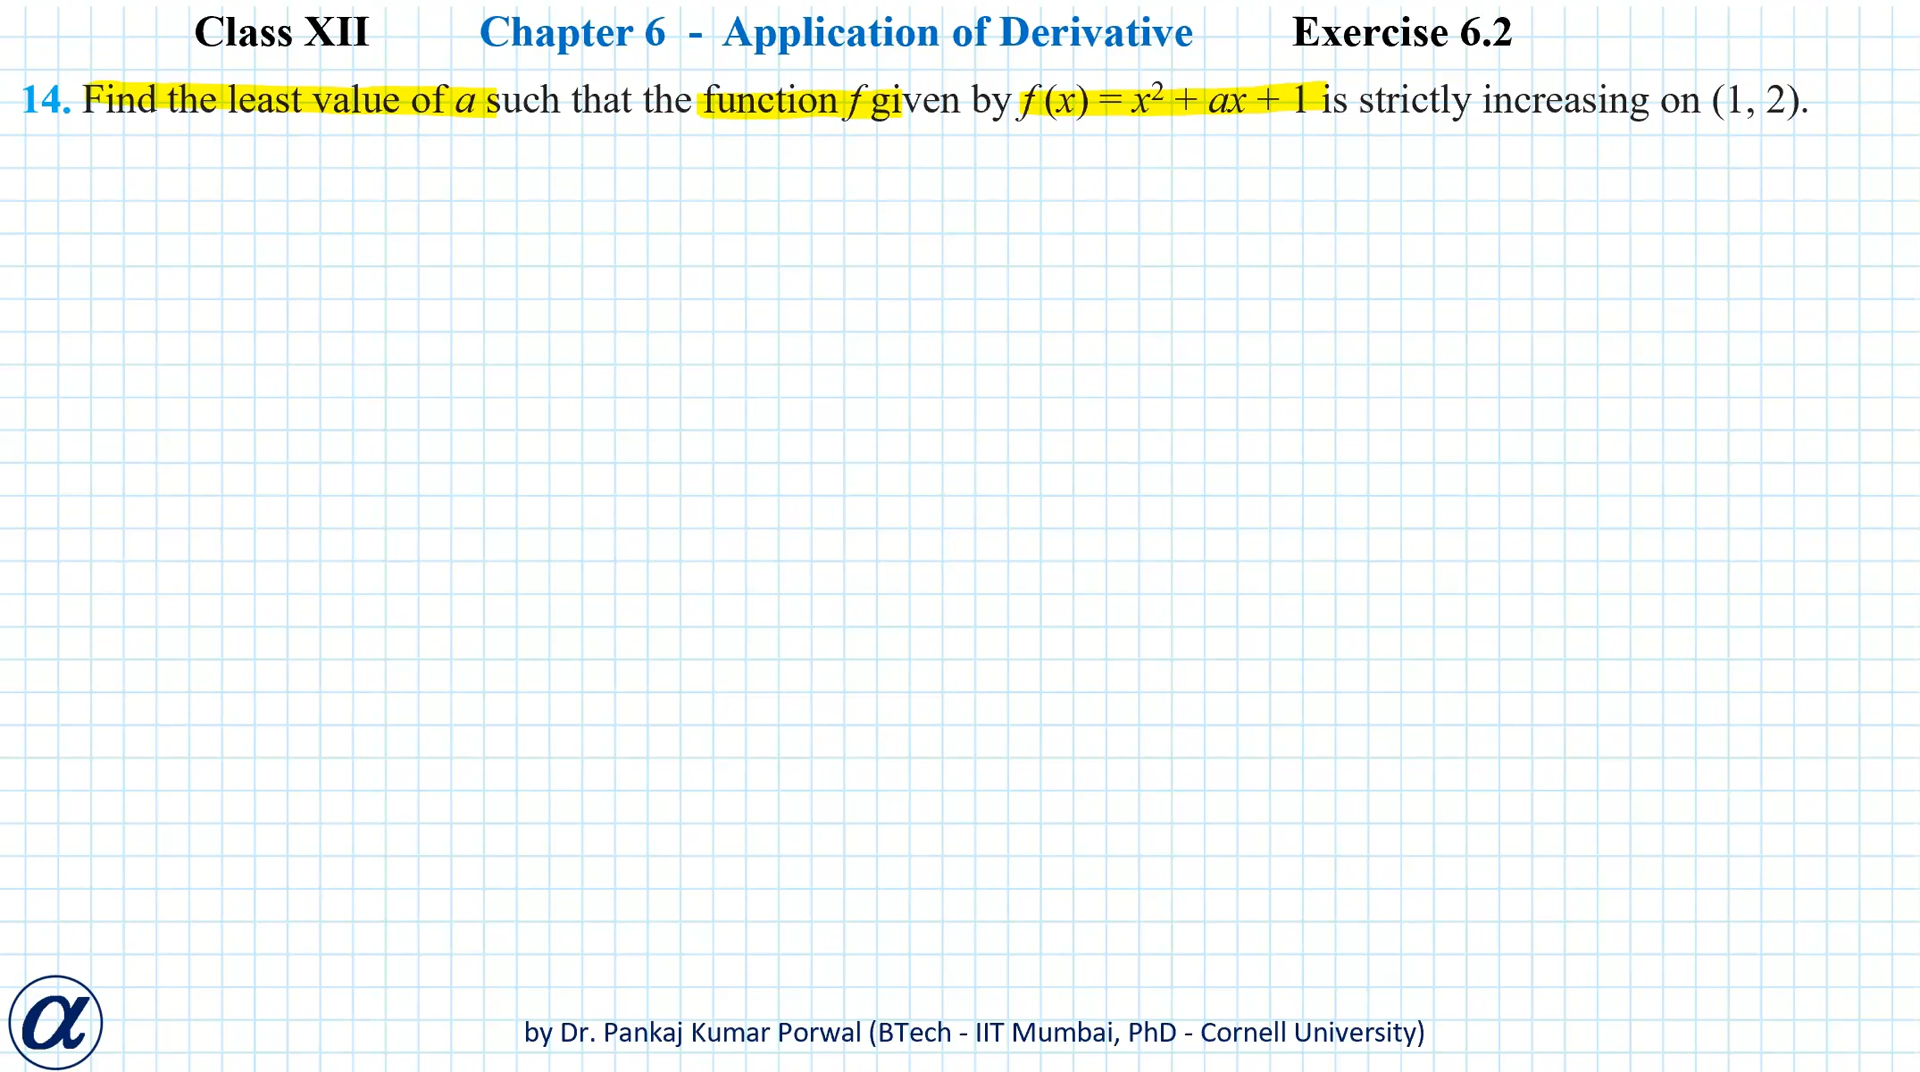 Class XII Chapter 6 - Application of Derivative Exercise 6.2
14. Find the least value of a such that the function f given by f (x) = x² + ax + 1 is strictly increasing on (1, 2).
α
by Dr. Pankaj Kumar Porwal (BTech - IIT Mumbai, PhD - Cornell University)